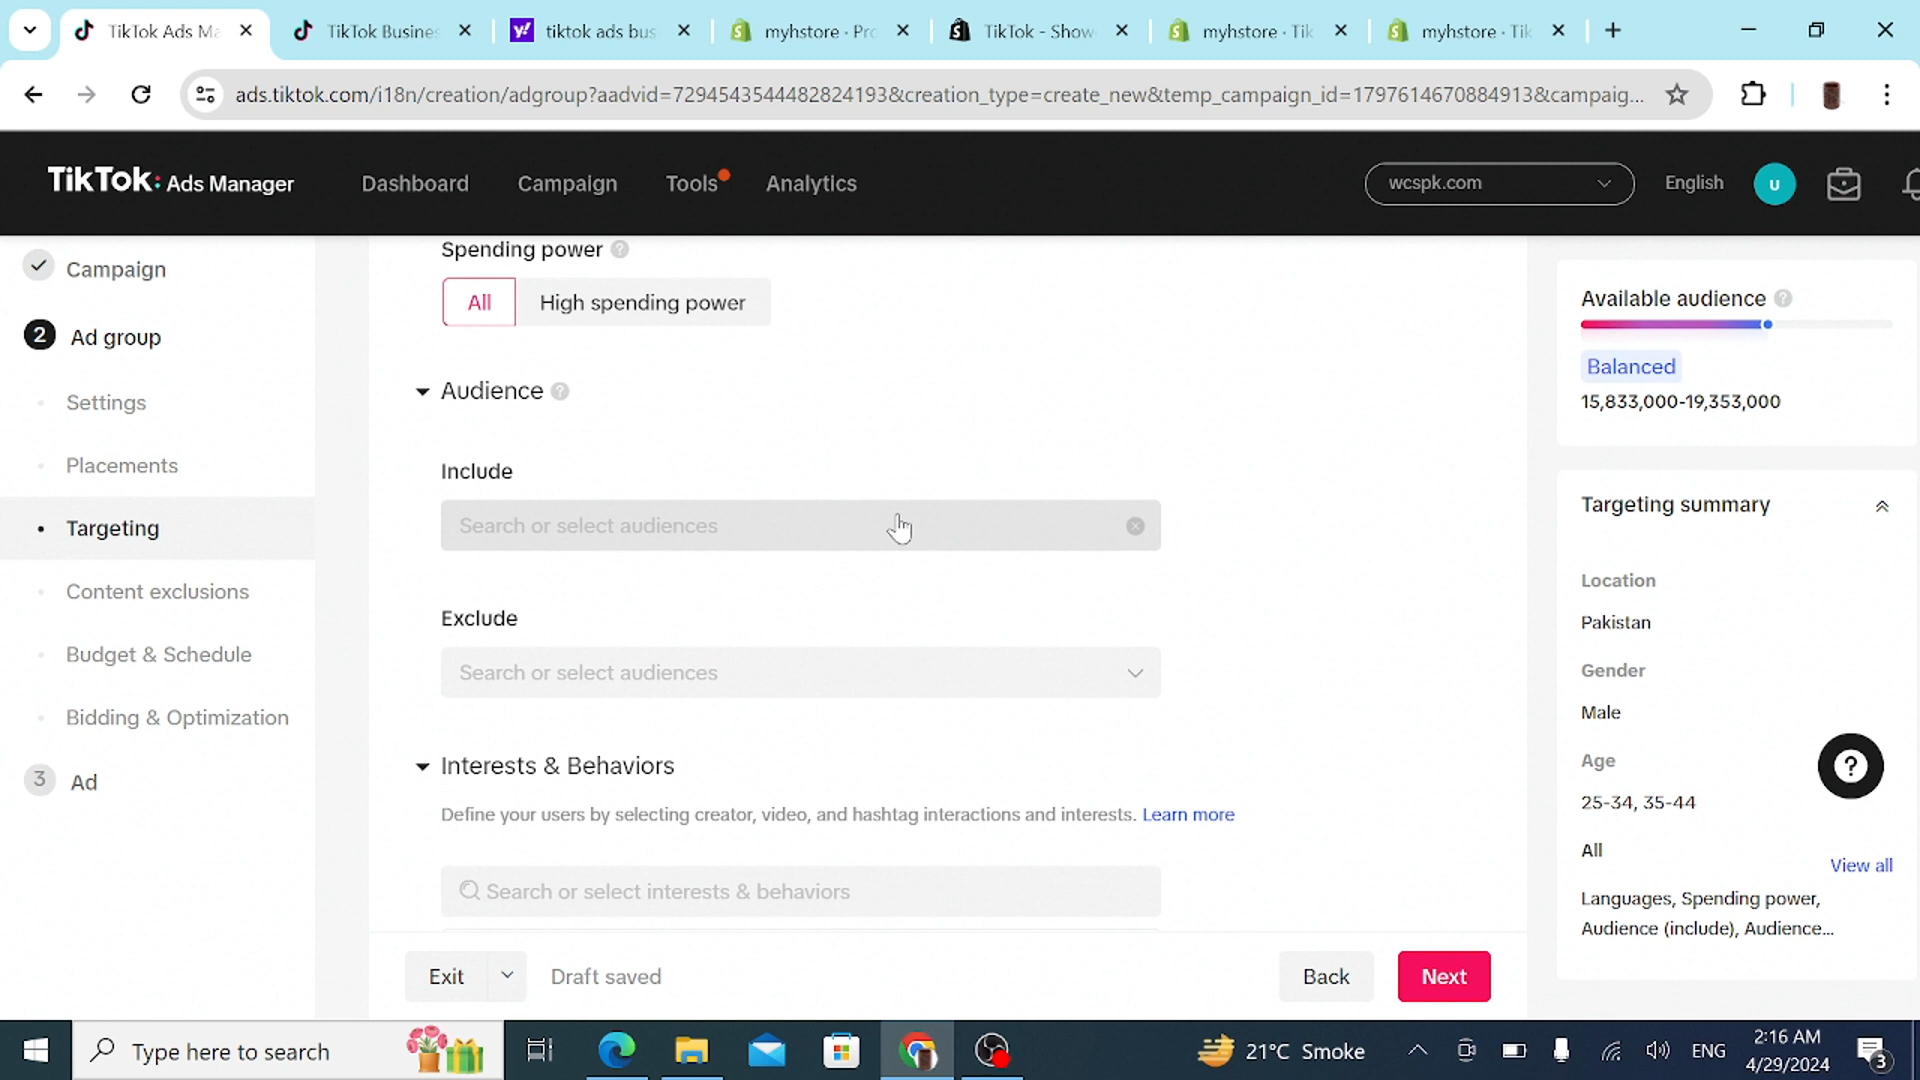 TikTok Ads Ma
TikTok Busines
tiktok ads bus
myhstore · Pro
TikTok - Show
myhstore · Tik
myhstore · Tik
ads.tiktok.com/i18n/creation/adgroup?aadvid=7294543544482824193&creation_type=create_new&temp_campaign_id=1797614670884913&campaig...
TikTok: Ads Manager
Dashboard
Campaign
Tools
Analytics
wcspk.com
English
U
Campaign
2 Ad group
Settings
Placements
Targeting
Content exclusions
Budget & Schedule
Bidding & Optimization
3 Ad
Spending power
All
High spending power
Audience
Include
Search or select audiences
Exclude
Search or select audiences
Interests & Behaviors
Define your users by selecting creator, video, and hashtag interactions and interests. Learn more
Search or select interests & behaviors
Exit
Draft saved
Back
Next
Available audience
Balanced
15,833,000-19,353,000
Targeting summary
Location
Pakistan
Gender
Male
Age
25-34, 35-44
All
View all
Languages, Spending power,
Audience (include), Audience...
Type here to search
21°C Smoke
ENG
2:16 AM
4/29/2024
3